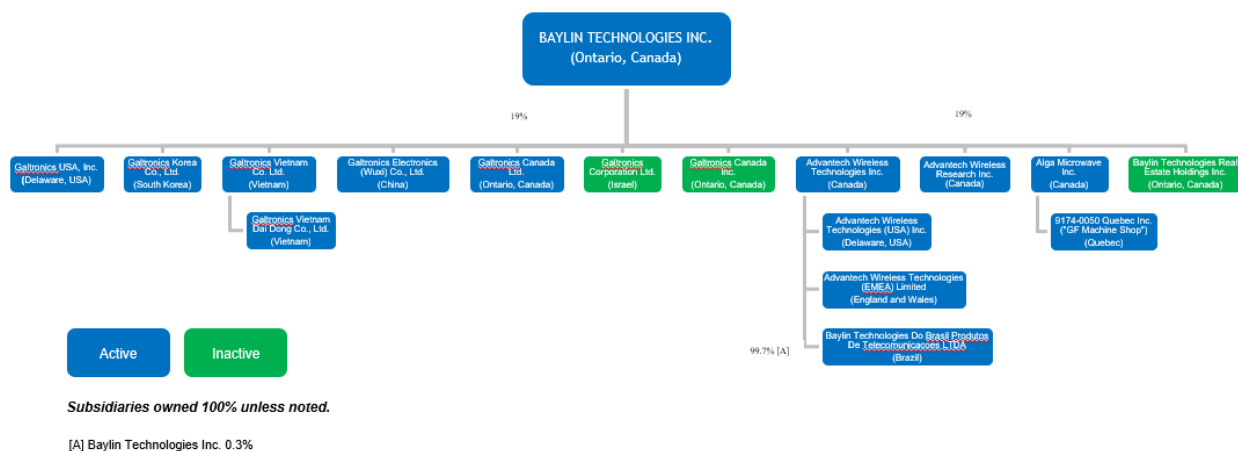 BAYLIN TECHNOLOGIES INC.
(Ontario, Canada)
19%
19%
Galtronics USA, Inc.
(Delaware, USA)
Galtronics Korea
Co., Ltd.
(South Korea)
Galtronics Vietnam
Co. Ltd.
(Vietnam)
Galtronics Electronics
(Wuxi) Co., Ltd.
(China)
Galtronics Canada
Ltd.
(Ontario, Canada)
Galtronics
Corporation Ltd.
(Israel)
Galtronics Canada
Inc.
(Ontario, Canada)
Advantech Wireless
Technologies Inc.
(Canada)
Advantech Wireless
Research Inc.
(Canada)
Alga Microwave
Inc.
(Canada)
Baylin Technologies Real
Estate Holdings Inc.
(Ontario, Canada)
Galtronics Vietnam
Dai Dong Co., Ltd.
(Vietnam)
Advantech Wireless
Technologies (USA) Inc.
(Delaware, USA)
9174-0050 Quebec Inc.
("GF Machine Shop")
(Quebec)
Advantech Wireless Technologies
(EMEA) Limited
(England and Wales)
99.7% [A]
Baylin Technologies Do Brasil Produtos
De Telecomunicacoes LTDA
(Brazil)
Active
Inactive
Subsidiaries owned 100% unless noted.
[A] Baylin Technologies Inc. 0.3%